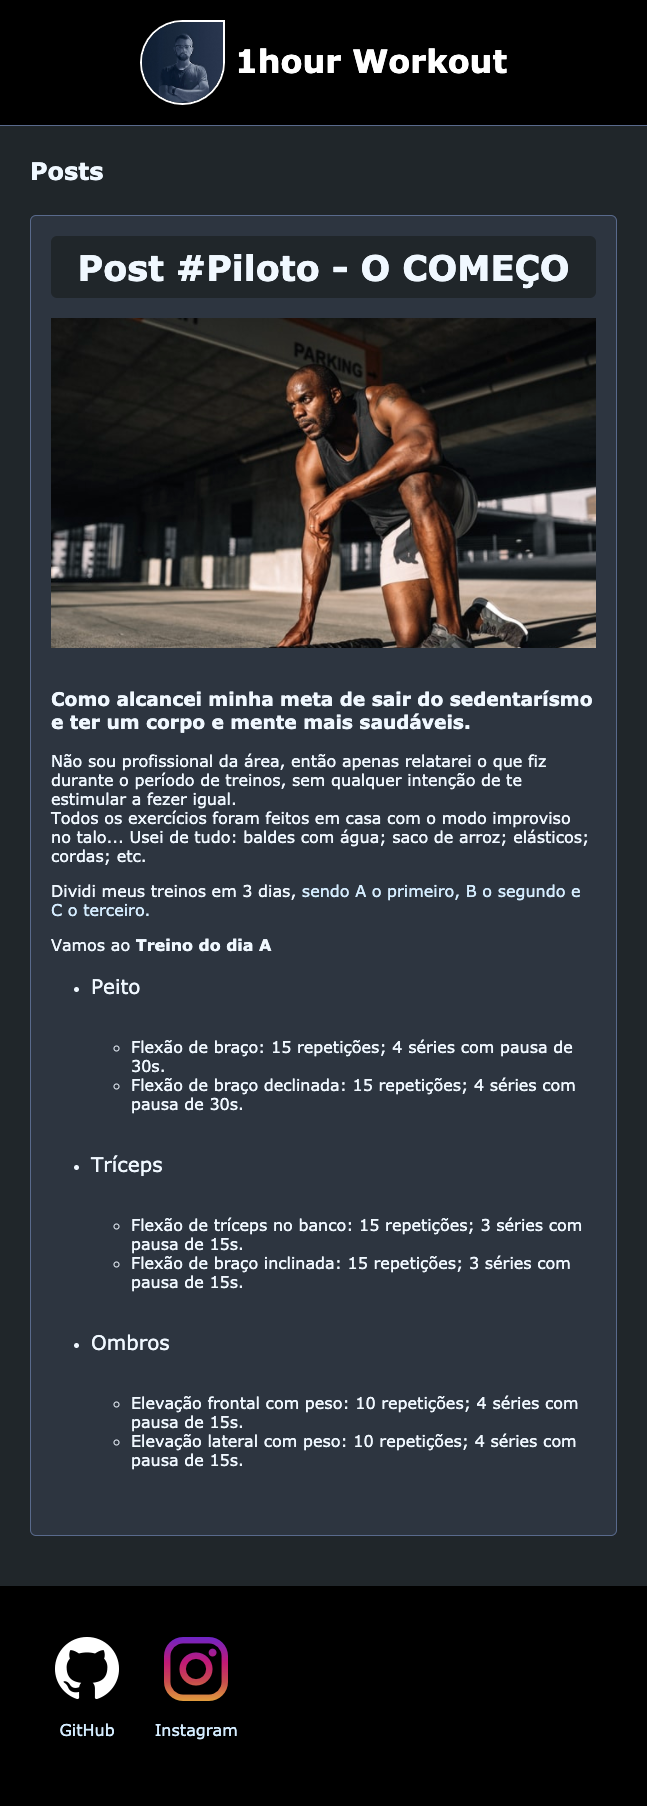 1hour Workout
Posts
Post #Piloto - O COMEÇO
PARKING
Como alcancei minha meta de sair do sedentarísmo
e ter um corpo e mente mais saudáveis.
Não sou profissional da área, então apenas relatarei o que fiz
durante o período de treinos, sem qualquer intenção de te
estimular a fezer igual.
Todos os exercícios foram feitos em casa com o modo improviso
no talo... Usei de tudo: baldes com água; saco de arroz; elásticos;
cordas; etc.
Dividi meus treinos em 3 dias, sendo A o primeiro, B o segundo e
C o terceiro.
Vamos ao Treino do dia A
• Peito
◦ Flexão de braço: 15 repetições; 4 séries com pausa de
30s.
◦ Flexão de braço declinada: 15 repetições; 4 séries com
pausa de 30s.
• Tríceps
◦ Flexão de tríceps no banco: 15 repetições; 3 séries com
pausa de 15s.
◦ Flexão de braço inclinada: 15 repetições; 3 séries com
pausa de 15s.
• Ombros
◦ Elevação frontal com peso: 10 repetições; 4 séries com
pausa de 15s.
◦ Elevação lateral com peso: 10 repetições; 4 séries com
pausa de 15s.
GitHub
Instagram